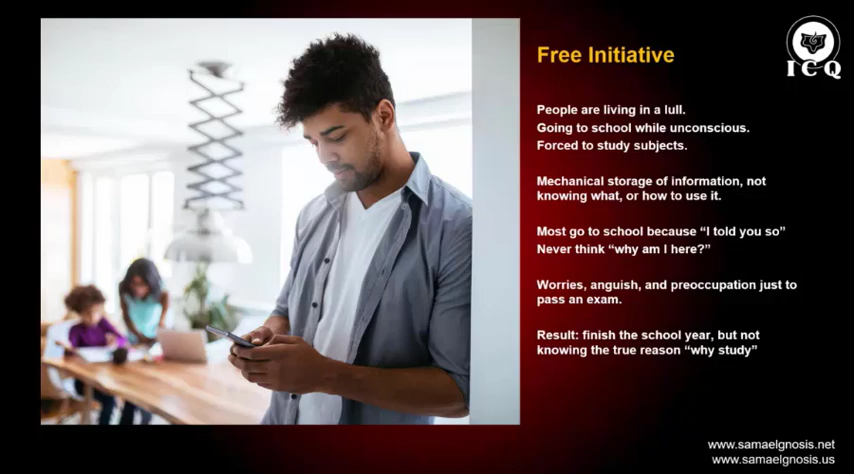 Free Initiative
ICQ
People are living in a lull.
Going to school while unconscious.
Forced to study subjects.
Mechanical storage of information, not
knowing what, or how to use it.
Most go to school because “I told you so”
Never think “why am I here?”
Worries, anguish, and preoccupation just to
pass an exam.
Result: finish the school year, but not
knowing the true reason “why study”
www.samaelgnosis.net
www.samaelgnosis.us